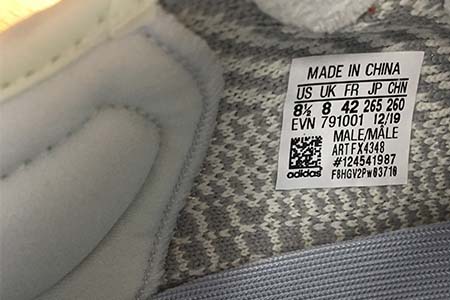 MADE IN CHINA
US UK FR JP CHN
8½ 8 42 265 260
EVN 791001 12/19
MALE/MÂLE
ART FX4348
#124541987
adidas F8HGV2Pw03710